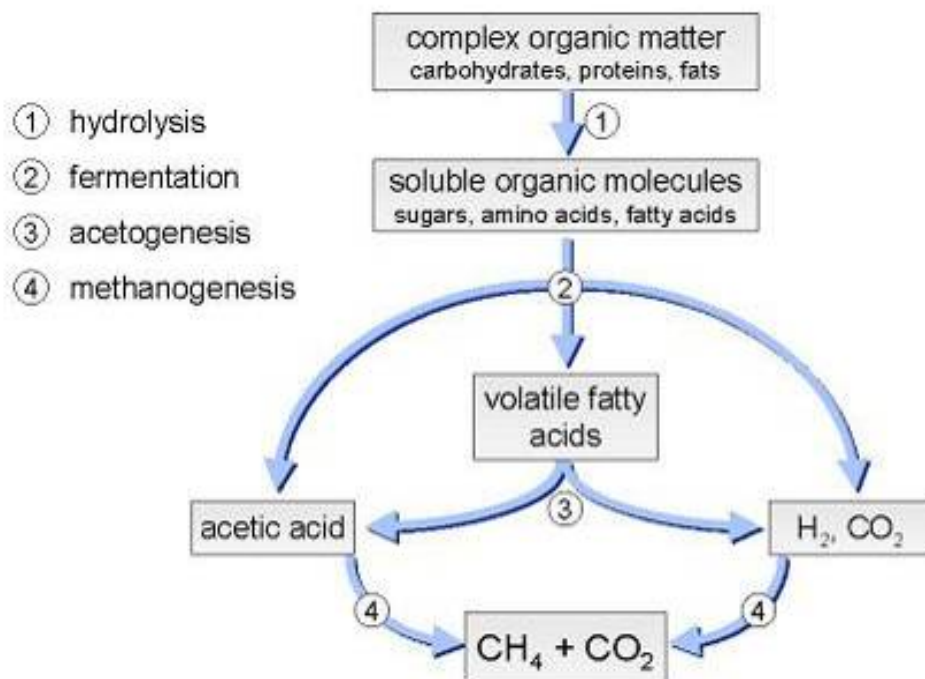 complex organic matter
carbohydrates, proteins, fats
① hydrolysis
① 
② fermentation
soluble organic molecules
sugars, amino acids, fatty acids
③ acetogenesis
④ methanogenesis
②
volatile fatty
acids
③
acetic acid
H₂, CO₂
④
④
CH₄ + CO₂